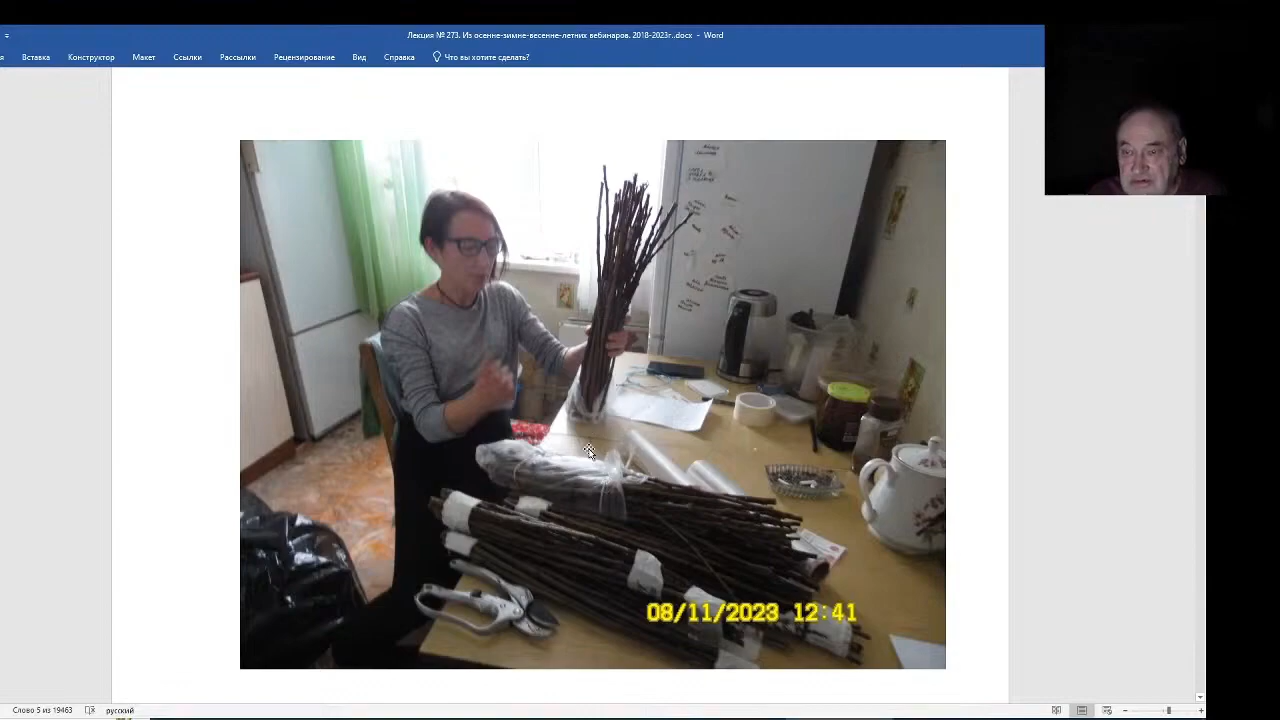 Лекция № 273. Из осенне-зимне-весенне-летних вебинаров. 2018-2023г..docx - Word
Вставка Конструктор Макет Ссылки Рассылки Рецензирование Вид Справка Что вы хотите сделать?
08/11/2023 12:41
Слово 5 из 19463 русский